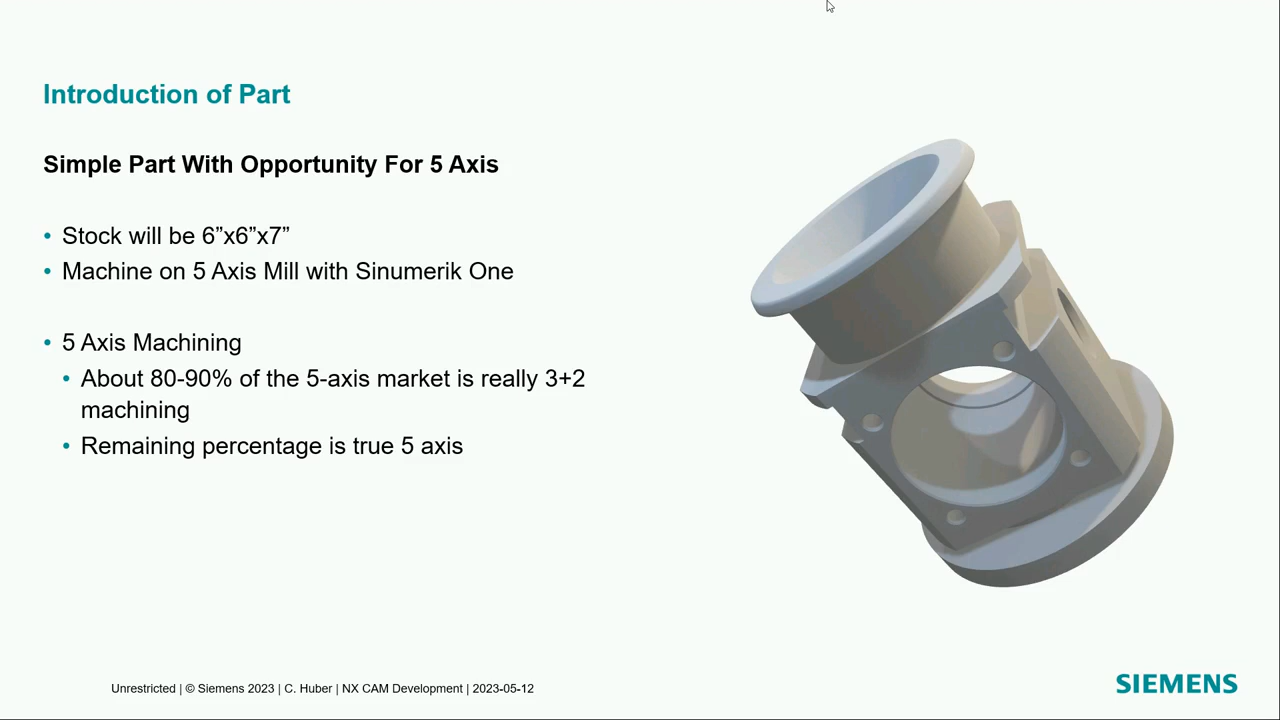 Introduction of Part
Simple Part With Opportunity For 5 Axis
• Stock will be 6”x6”x7”
• Machine on 5 Axis Mill with Sinumerik One
• 5 Axis Machining
• About 80-90% of the 5-axis market is really 3+2
machining
• Remaining percentage is true 5 axis
Unrestricted | © Siemens 2023 | C. Huber | NX CAM Development | 2023-05-12
SIEMENS